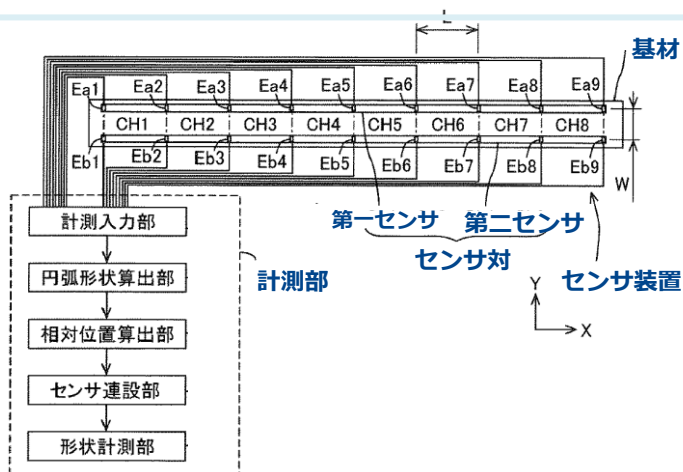 L
基材
Ea1 Ea2 Ea3 Ea4 Ea5 Ea6 Ea7 Ea8 Ea9
CH1 CH2 CH3 CH4 CH5 CH6 CH7 CH8
Eb1 Eb2 Eb3 Eb4 Eb5 Eb6 Eb7 Eb8 Eb9
W
第一センサ 第二センサ
センサ対
センサ装置
計測部
Y
X
計測入力部
円弧形状算出部
相対位置算出部
センサ連設部
形状計測部